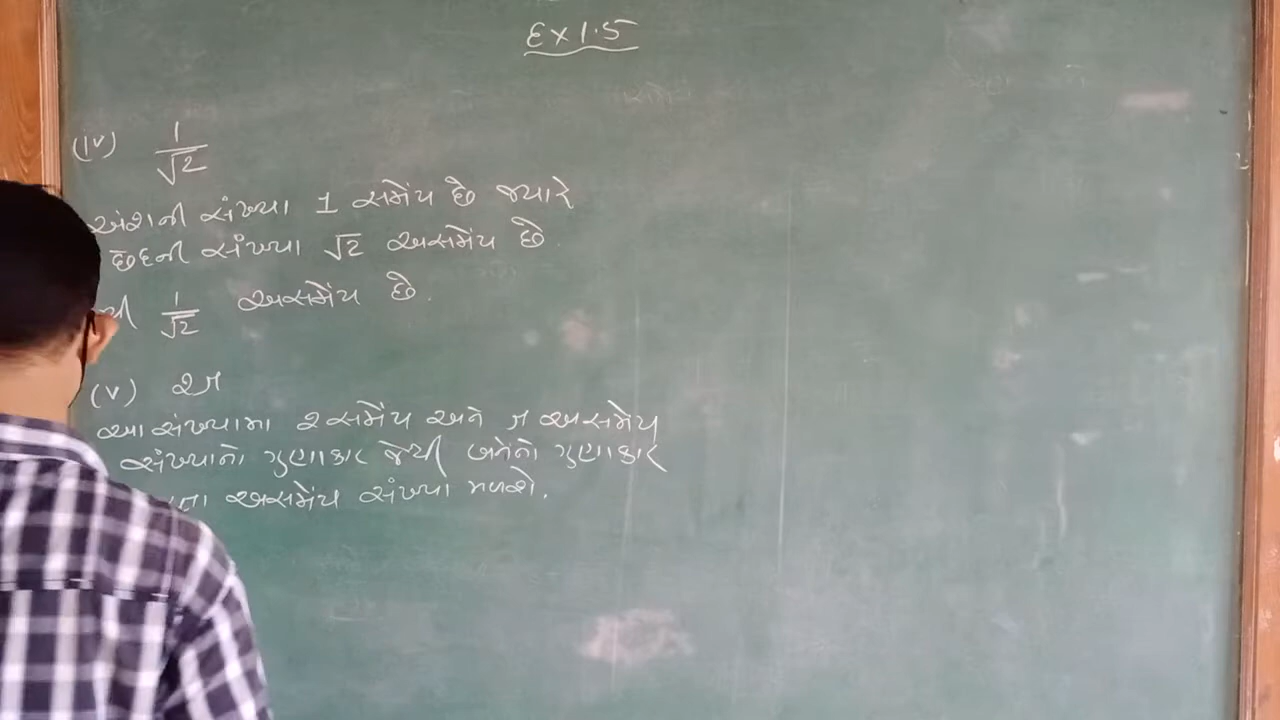 Ex 1.5
(iv) 1/√2
અંશની સંખ્યા 1 સમેય છે જ્યારે
છેદની સંખ્યા √2 અસમેય છે.
1/√2 અસમેય છે.
(v) 2π
આ સંખ્યામાં 2 સમેય અને π અસમેય
સંખ્યાનો ગુણાકાર જેથી બંનેનો ગુણાકાર
અસમેય સંખ્યા મળશે.